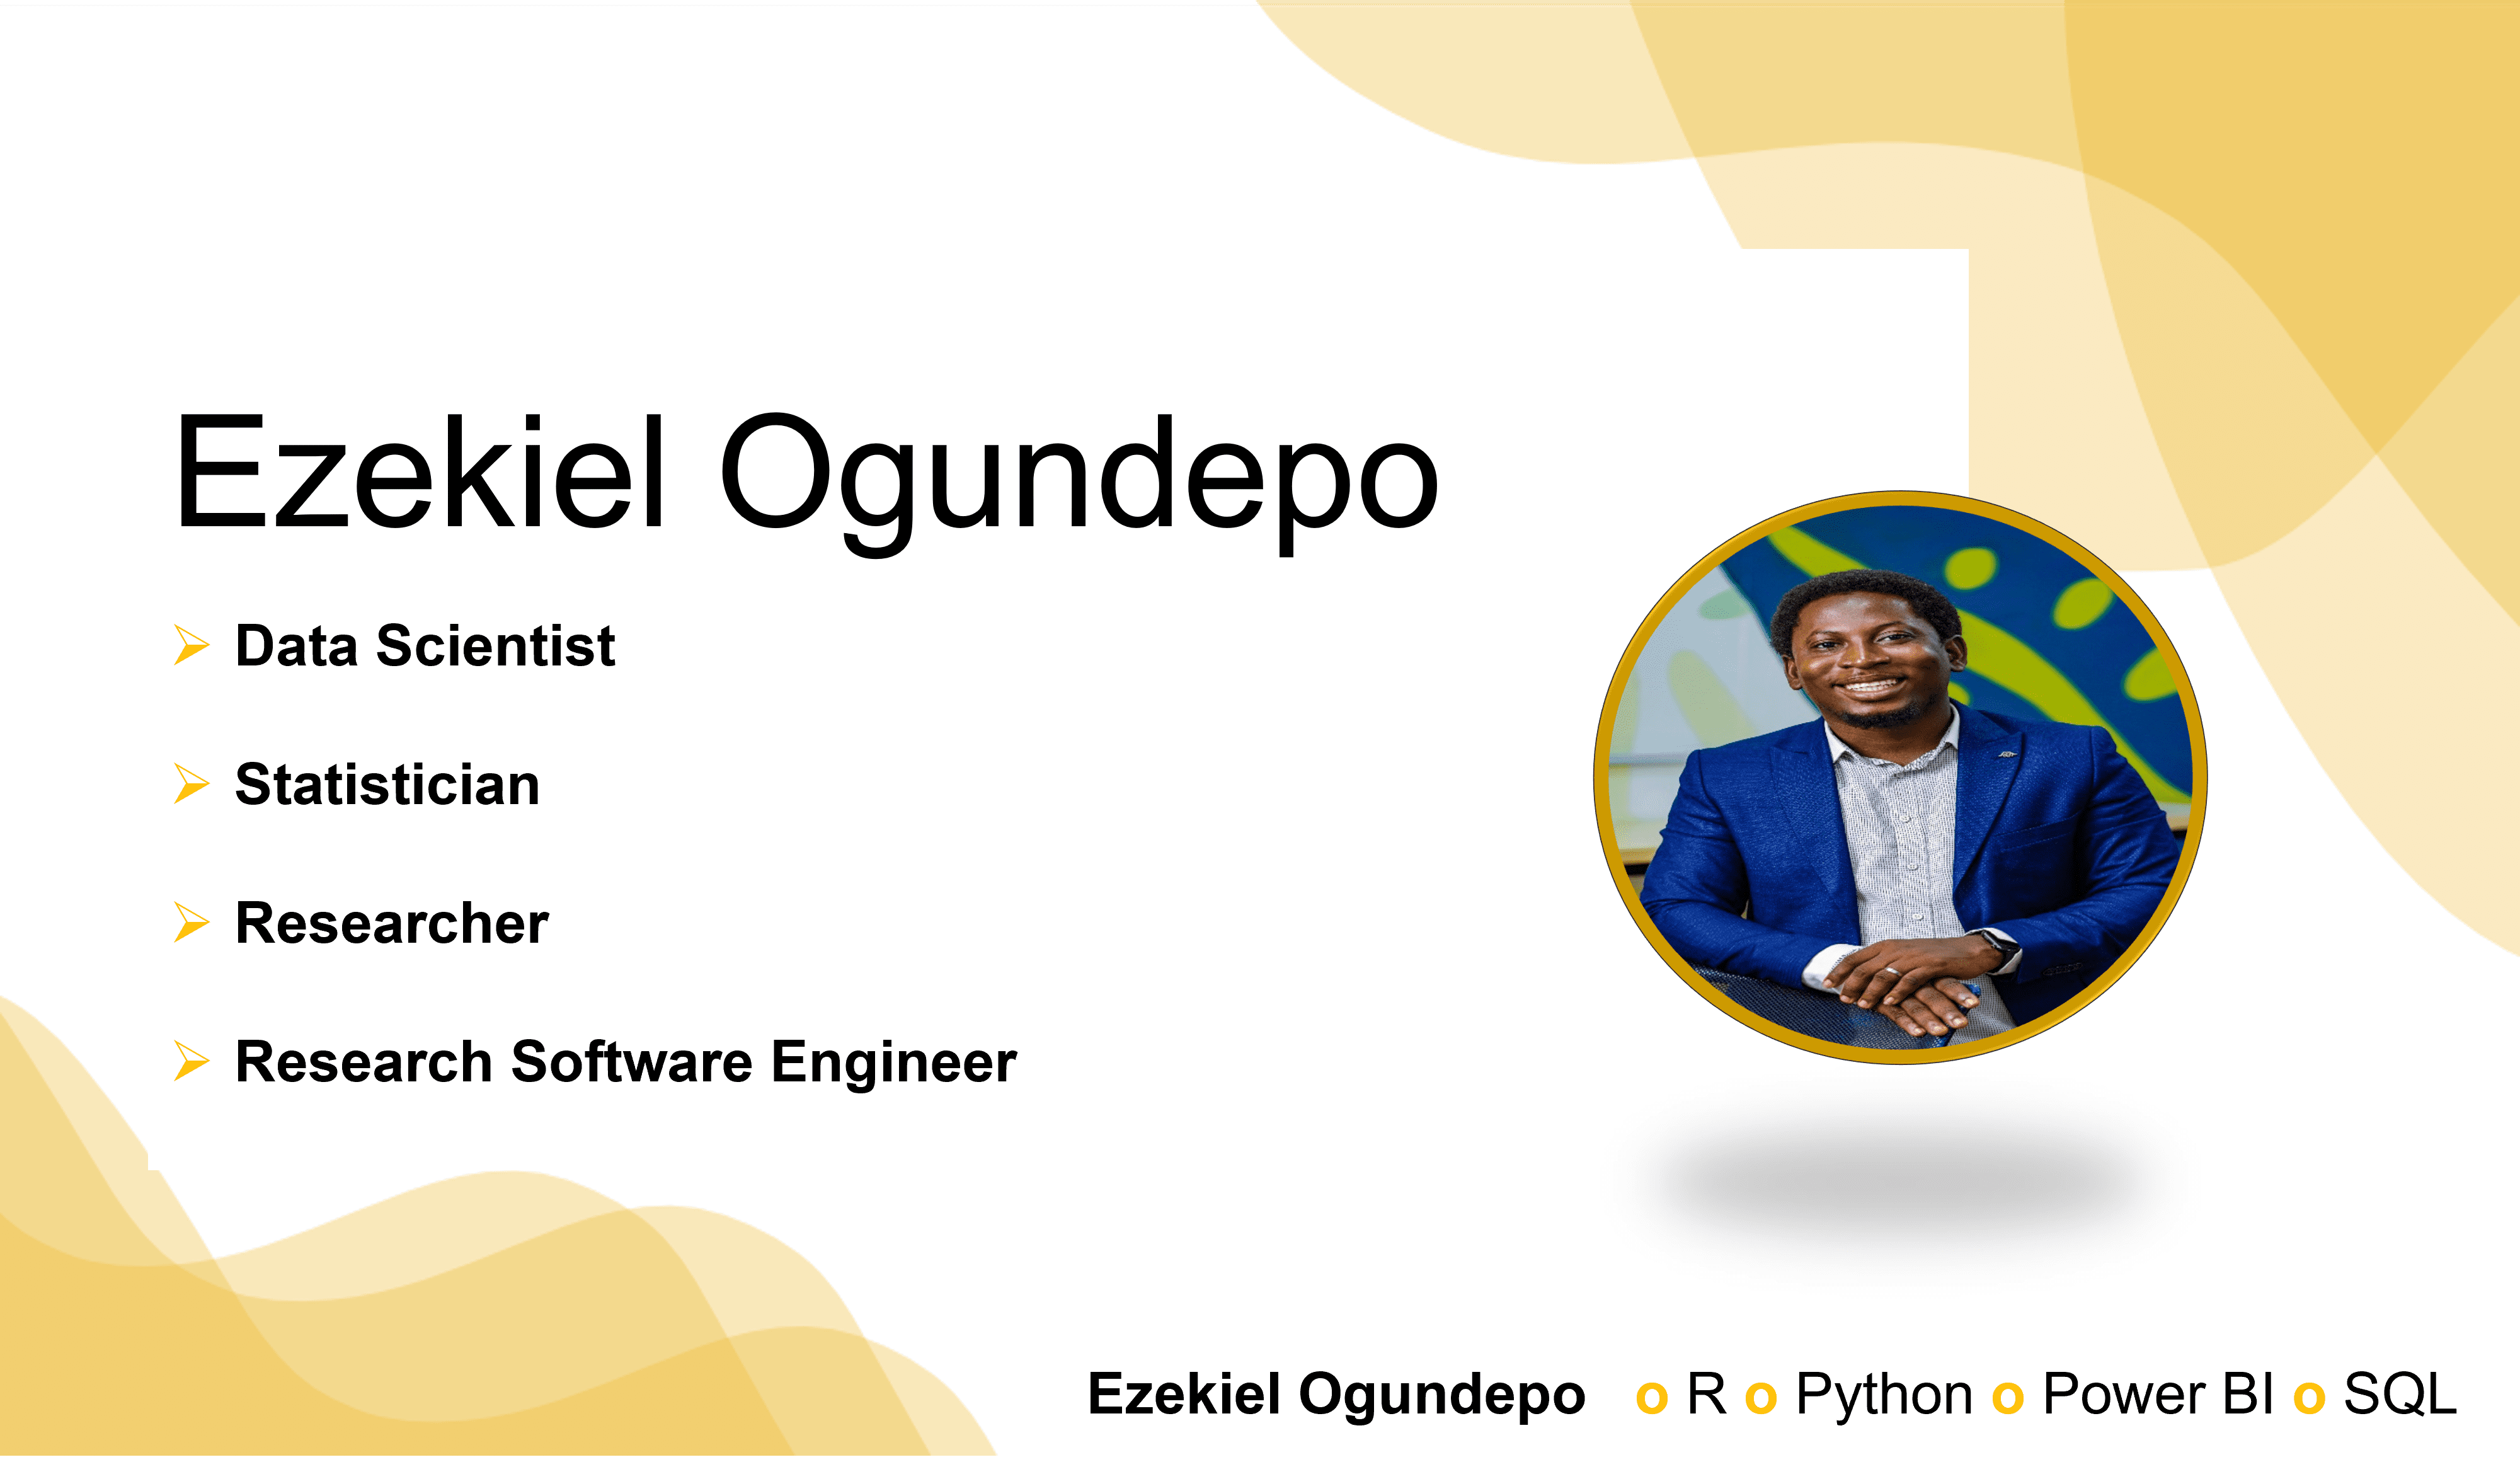 Ezekiel Ogundepo
Data Scientist
Statistician
Researcher
Research Software Engineer
Ezekiel Ogundepo o R o Python o Power BI o SQL